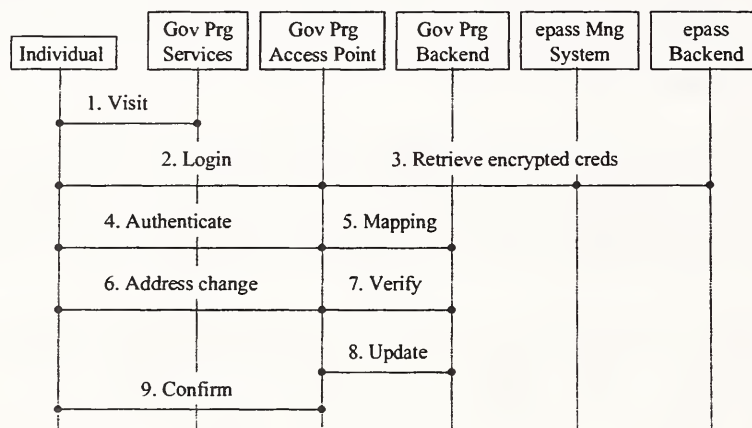 Individual
Gov Prg
Services
Gov Prg
Access Point
Gov Prg
Backend
epass Mng
System
epass
Backend
1. Visit
2. Login
3. Retrieve encrypted creds
4. Authenticate
5. Mapping
6. Address change
7. Verify
8. Update
9. Confirm